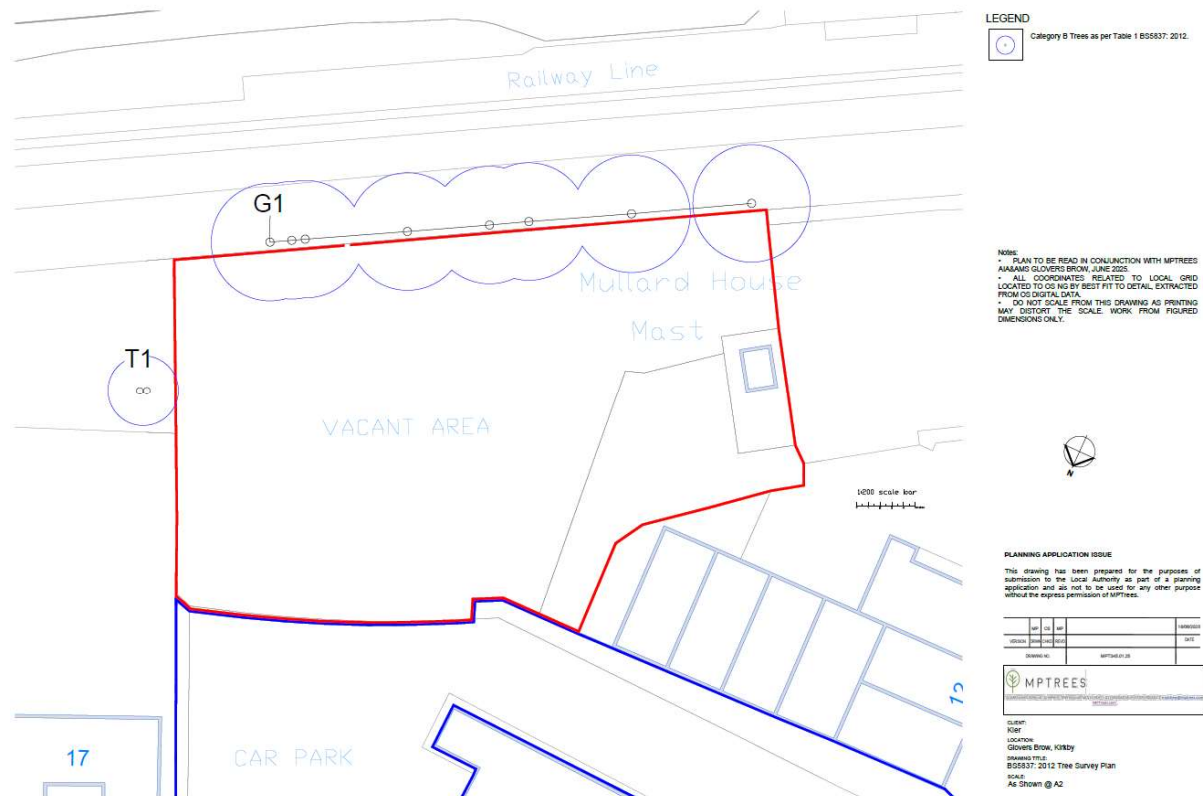 LEGEND
Category B Trees as per Table 1 BS5837: 2012.
Railway Line
G1
Mullard House
Mast
T1
VACANT AREA
Notes:
• PLAN TO BE READ IN CONJUNCTION WITH MPTREES
AIA&AMS GLOVERS BROW, JUNE 2025.
• ALL COORDINATES RELATED TO LOCAL GRID
LOCATED TO OS NG BY BEST FIT TO DETAIL, EXTRACTED
FROM OS DIGITAL DATA.
• DO NOT SCALE FROM THIS DRAWING AS PRINTING
MAY DISTORT THE SCALE. WORK FROM FIGURED
DIMENSIONS ONLY.
N
1:200 scale bar
17
CAR PARK
PLANNING APPLICATION ISSUE
This drawing has been prepared for the purposes of
submission to the Local Authority as part of a planning
application and ais not to be used for any other purpose
without the express permission of MPTrees.
VERSION
DATE
DRAWING NO.
MPTREES
CLIENT:
Kier
LOCATION:
Glovers Brow, Kirkby
DRAWING TITLE:
BS5837: 2012 Tree Survey Plan
SCALE:
As Shown @ A2